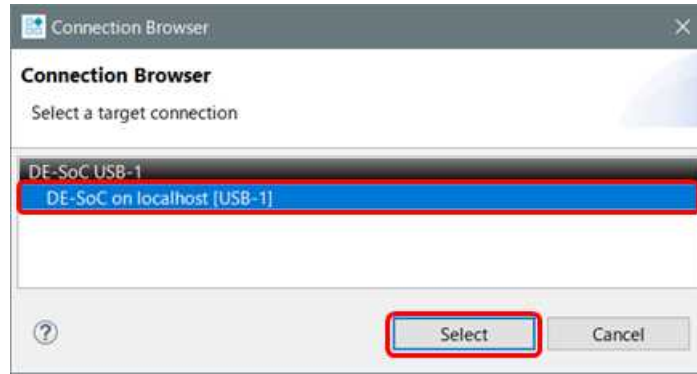 Connection Browser
Connection Browser
Select a target connection
DE-SoC USB-1
DE-SoC on localhost [USB-1]
?
Select
Cancel